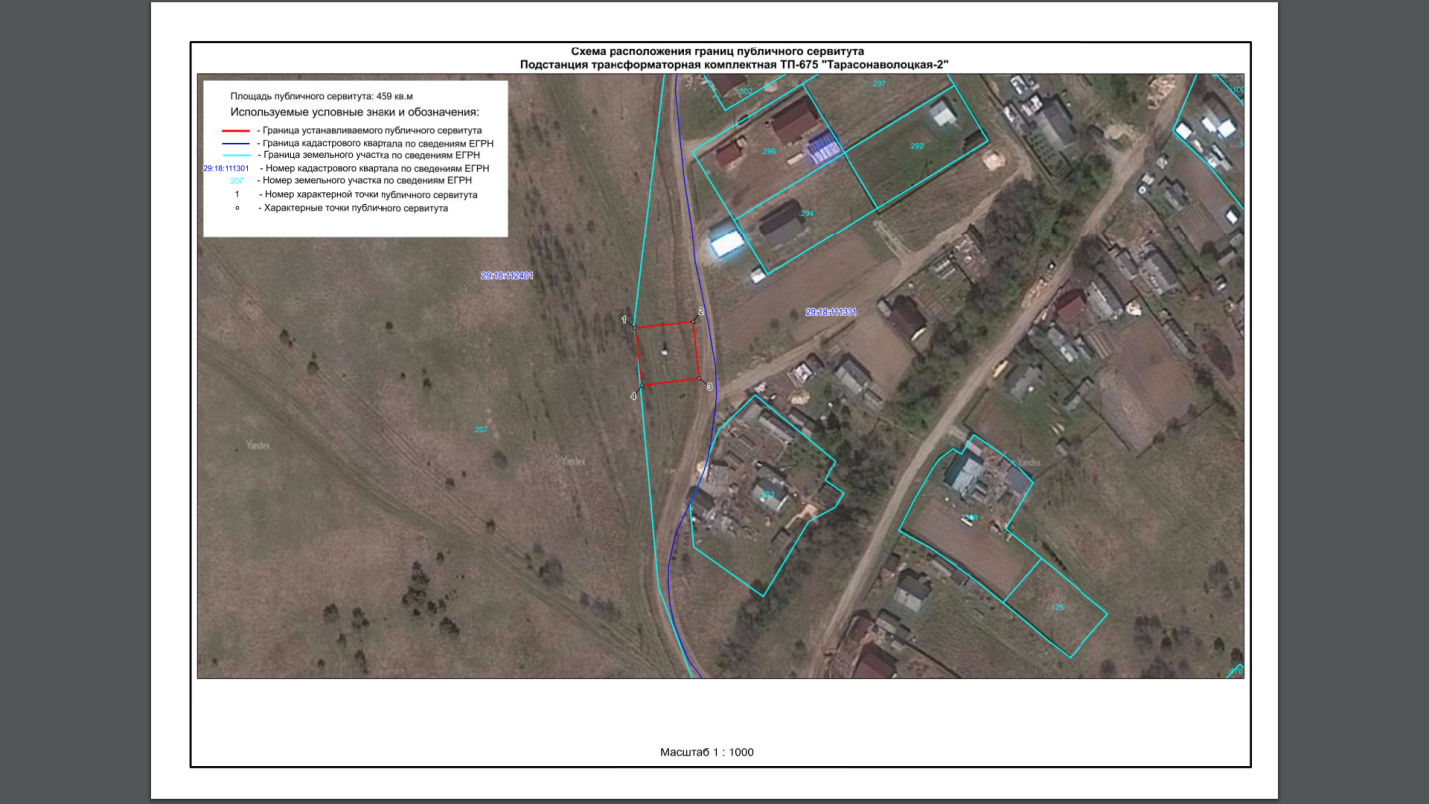 Схема расположения границ публичного сервитута
Подстанция трансформаторная комплектная ТП-675 "Тарасонаволоцкая-2"
Площадь публичного сервитута: 459 кв.м
Используемые условные знаки и обозначения:
- Граница устанавливаемого публичного сервитута
- Граница кадастрового квартала по сведениям ЕГРН
- Граница земельного участка по сведениям ЕГРН
29:18:111301 - Номер кадастрового квартала по сведениям ЕГРН
:207 - Номер земельного участка по сведениям ЕГРН
1 - Номер характерной точки публичного сервитута
- Характерные точки публичного сервитута
:297
:296
:292
:294
29:18:112401
29:18:111301
1
2
3
4
:207
Yandex
Yandex
Yandex
Масштаб 1 : 1000